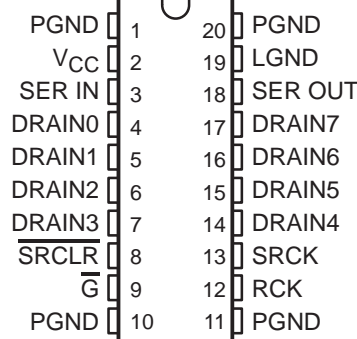 PGND 1 20 PGND
VCC 2 19 LGND
SER IN 3 18 SER OUT
DRAIN0 4 17 DRAIN7
DRAIN1 5 16 DRAIN6
DRAIN2 6 15 DRAIN5
DRAIN3 7 14 DRAIN4
SRCLR 8 13 SRCK
G 9 12 RCK
PGND 10 11 PGND